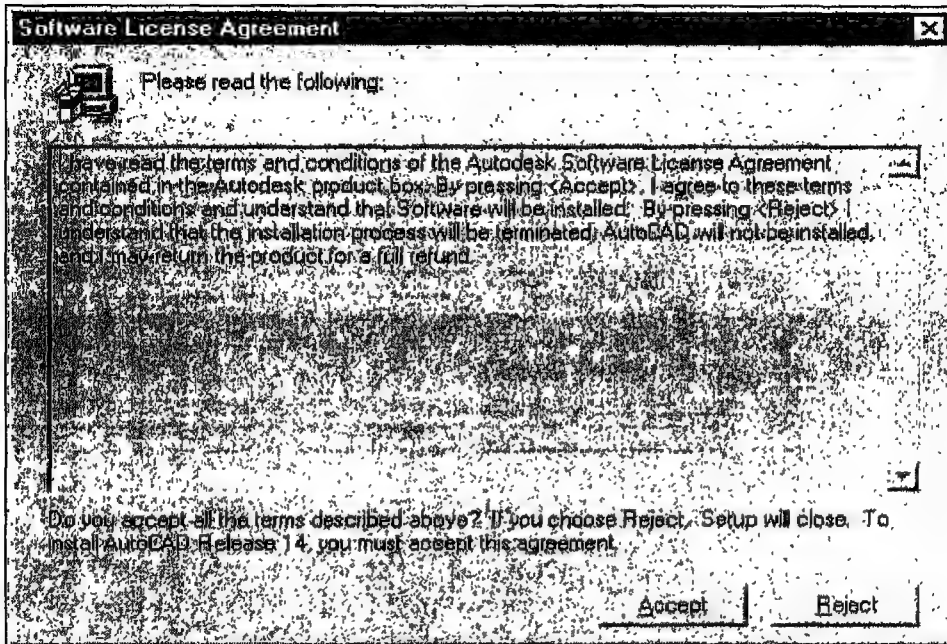 Software License Agreement
Please read the following:
I have read the terms and conditions of the Autodesk Software License Agreement
contained in the Autodesk product box. By pressing <Accept>, I agree to these terms
and conditions and understand that Software will be installed. By pressing <Reject> I
understand that the installation process will be terminated, AutoCAD will not be installed,
and I may return the product for a full refund.
Do you accept all the terms described above? If you choose Reject, Setup will close. To
install AutoCAD Release 14, you must accept this agreement.
Accept
Reject